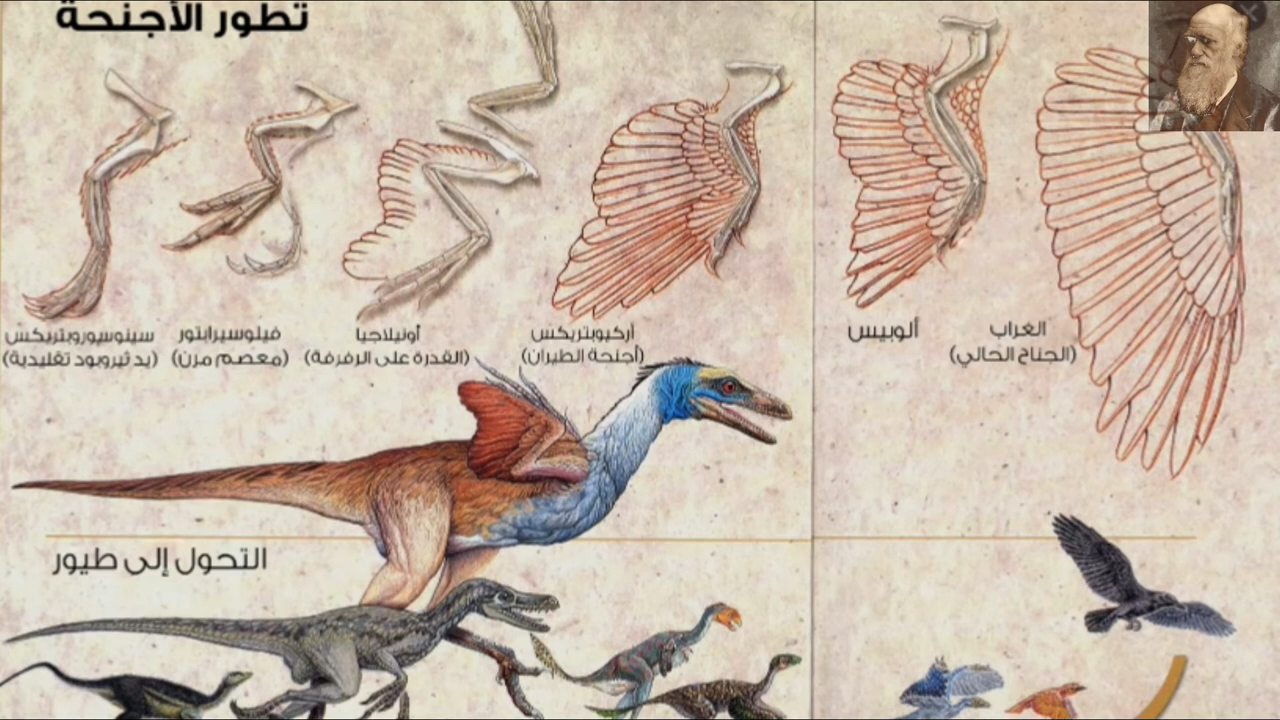 تطور الأجنحة
سينوسوروبتريكس
(يد ثيروبود تقليدية)
فيلوسيرابتور
(معصم مرن)
أونيلاجيا
(القدرة على الرفرفة)
أركيوبتريكس
(أجنحة الطيران)
ألوبيس
الغراب
(الجناح الحالي)
التحول إلى طيور